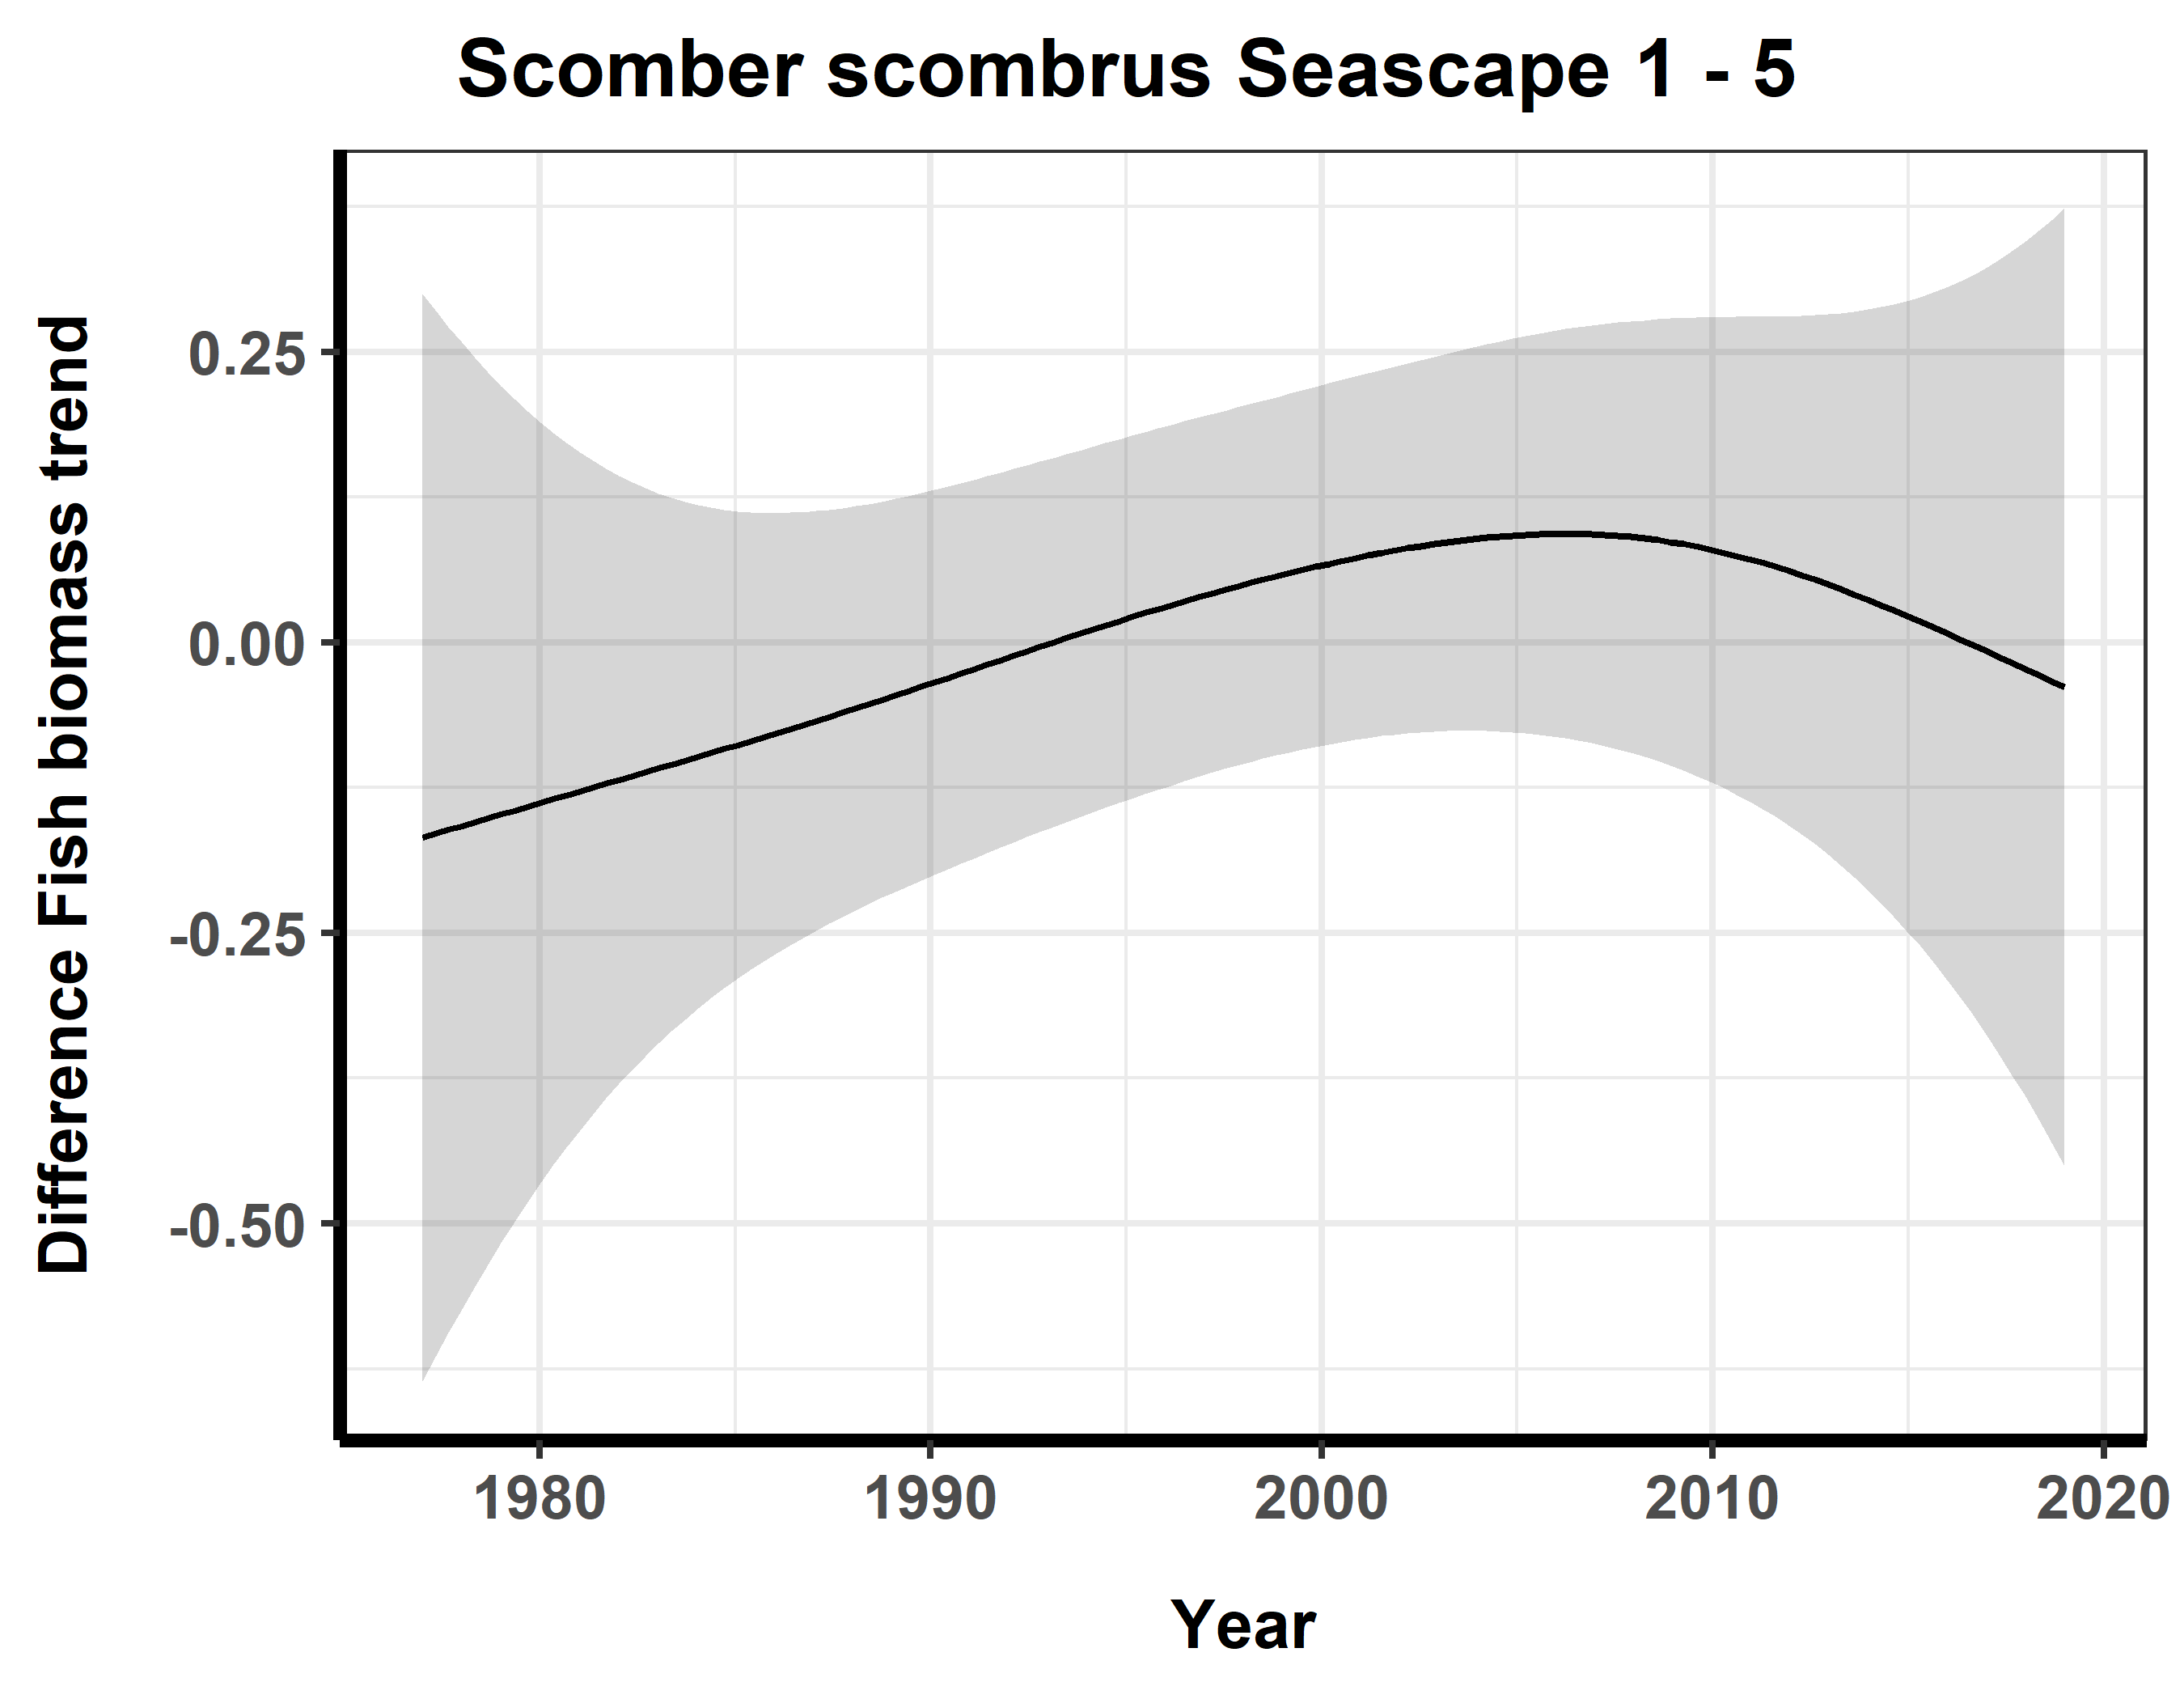 Scomber scombrus Seascape 1 - 5
Difference Fish biomass trend
0.25
0.00
-0.25
-0.50
1980 1990 2000 2010 2020
Year